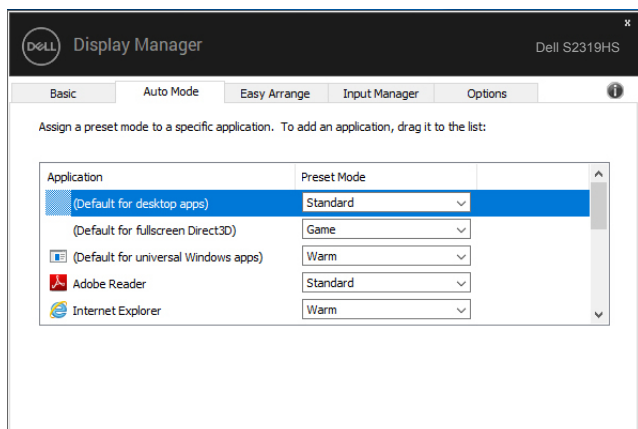 x
DELL Display Manager
Dell S2319HS
Basic Auto Mode Easy Arrange Input Manager Options
Assign a preset mode to a specific application. To add an application, drag it to the list:
Application Preset Mode
(Default for desktop apps) Standard
(Default for fullscreen Direct3D) Game
(Default for universal Windows apps) Warm
Adobe Reader Standard
Internet Explorer Warm